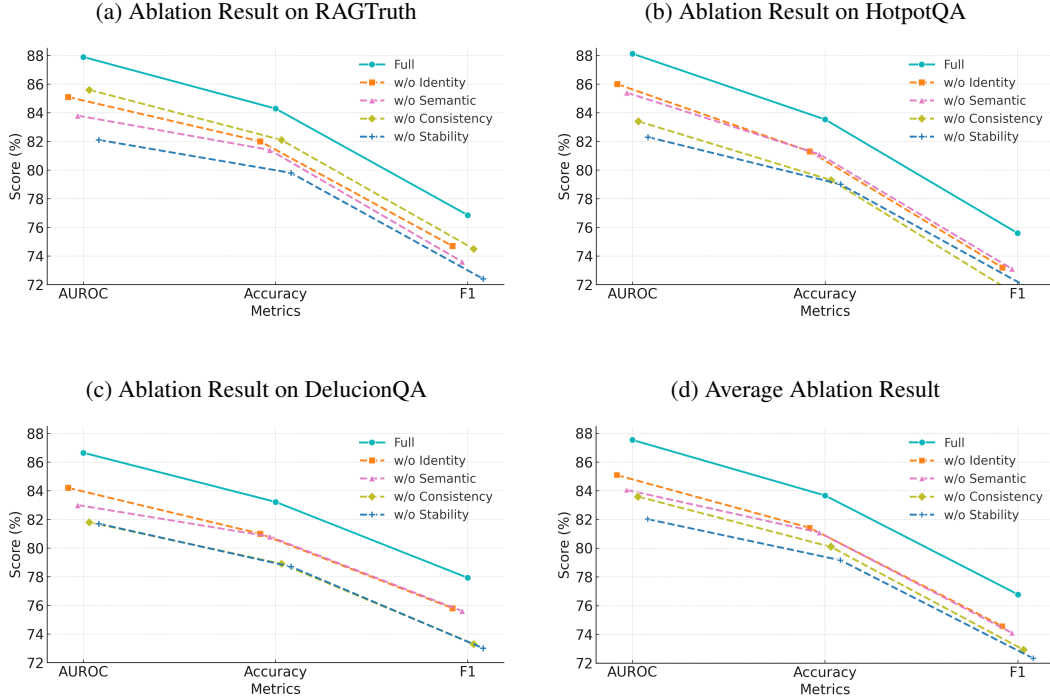 (a) Ablation Result on RAGTruth
88
86
84
82
80
78
76
74
72
Score (%)
Full
w/o Identity
w/o Semantic
w/o Consistency
w/o Stability
AUROC
Accuracy
F1
Metrics
(b) Ablation Result on HotpotQA
88
86
84
82
80
78
76
74
72
Score (%)
Full
w/o Identity
w/o Semantic
w/o Consistency
w/o Stability
AUROC
Accuracy
F1
Metrics
(c) Ablation Result on DelucionQA
88
86
84
82
80
78
76
74
72
Score (%)
Full
w/o Identity
w/o Semantic
w/o Consistency
w/o Stability
AUROC
Accuracy
F1
Metrics
(d) Average Ablation Result
88
86
84
82
80
78
76
74
72
Score (%)
Full
w/o Identity
w/o Semantic
w/o Consistency
w/o Stability
AUROC
Accuracy
F1
Metrics